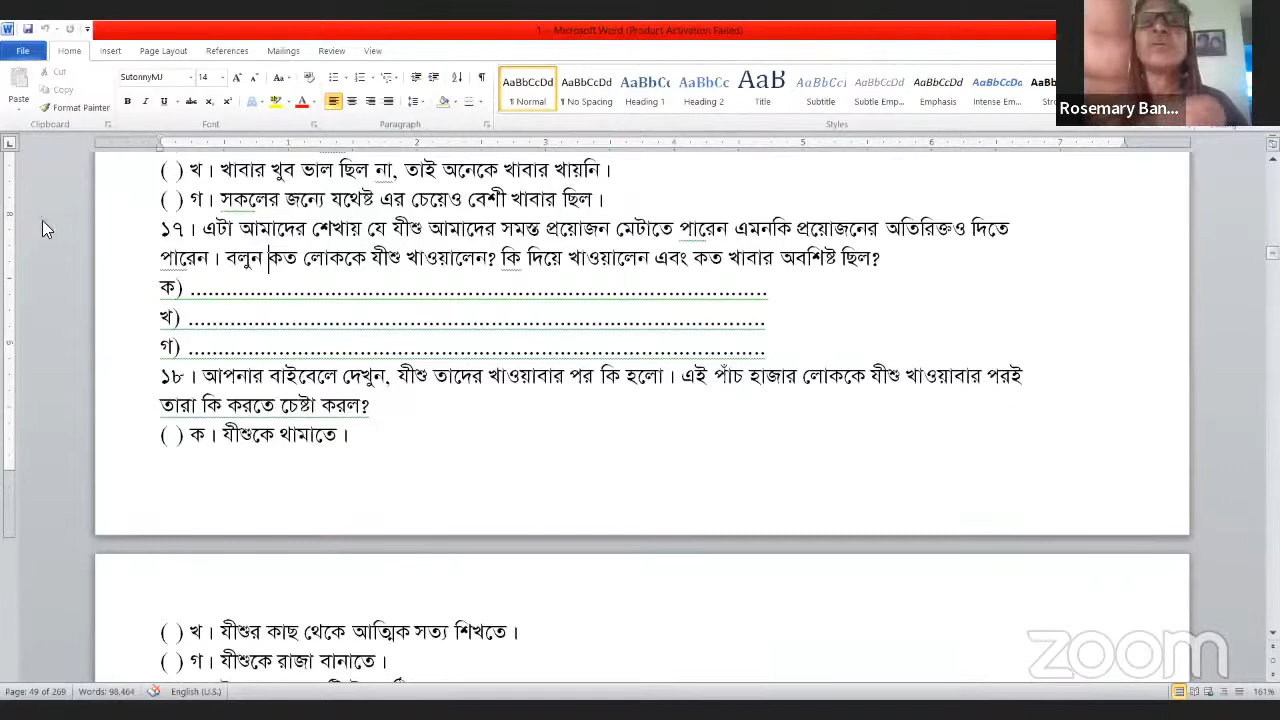 1 - Microsoft Word (Product Activation Failed)
File Home Insert Page Layout References Mailings Review View
Paste Cut Copy Format Painter Clipboard
SutonnyMJ 14 Font
Paragraph
AaBbCcDd ¶ Normal
AaBbCcDd ¶ No Spacing
AaBbCc Heading 1
AaBbCc Heading 2
AaB Title
AaBbCcI Subtitle
AaBbCcDd Subtle Emp...
AaBbCcDd Emphasis
AaBbCcDd Intense Em...
Styles
Rosemary Ban...
( ) খ। খাবার খুব ভাল ছিল না, তাই অনেকে খাবার খায়নি।
( ) গ। সকলের জন্যে যথেষ্ট এর চেয়েও বেশী খাবার ছিল।
১৭। এটা আমাদের শেখায় যে যীশু আমাদের সমস্ত প্রয়োজন মেটাতে পারেন এমনকি প্রয়োজনের অতিরিক্তও দিতে
পারেন। বলুন কত লোককে যীশু খাওয়ালেন? কি দিয়ে খাওয়ালেন এবং কত খাবার অবশিষ্ট ছিল?
ক) ................................................................................................
খ) ................................................................................................
গ) ................................................................................................
১৮। আপনার বাইবেলে দেখুন, যীশু তাদের খাওয়াবার পর কি হলো। এই পাঁচ হাজার লোককে যীশু খাওয়াবার পরই
তারা কি করতে চেষ্টা করল?
( ) ক। যীশুকে থামাতে।
( ) খ। যীশুর কাছ থেকে আত্মিক সত্য শিখতে।
( ) গ। যীশুকে রাজা বানাতে।
zoom
Page: 49 of 269 Words: 98,464 English (U.S.) 161%